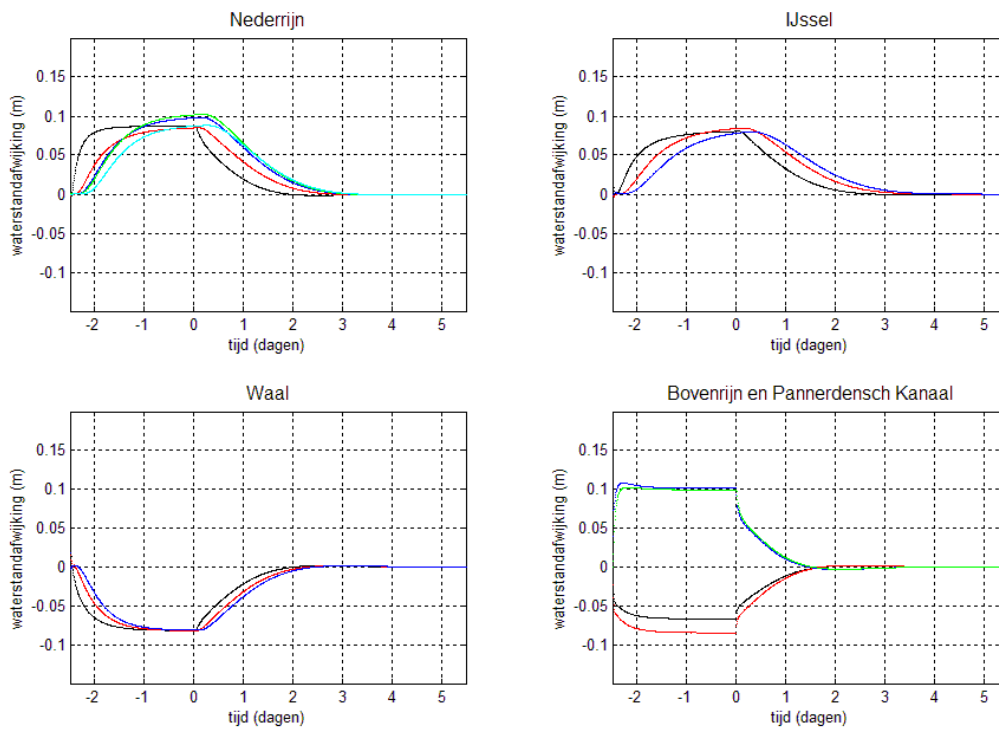 Nederrijn
0.15
0.1
0.05
0
-0.05
-0.1
waterstandafwijking (m)
-2 -1 0 1 2 3 4 5
tijd (dagen)
IJssel
0.15
0.1
0.05
0
-0.05
-0.1
waterstandafwijking (m)
-2 -1 0 1 2 3 4 5
tijd (dagen)
Waal
0.15
0.1
0.05
0
-0.05
-0.1
waterstandafwijking (m)
-2 -1 0 1 2 3 4 5
tijd (dagen)
Bovenrijn en Pannerdensch Kanaal
0.15
0.1
0.05
0
-0.05
-0.1
waterstandafwijking (m)
-2 -1 0 1 2 3 4 5
tijd (dagen)